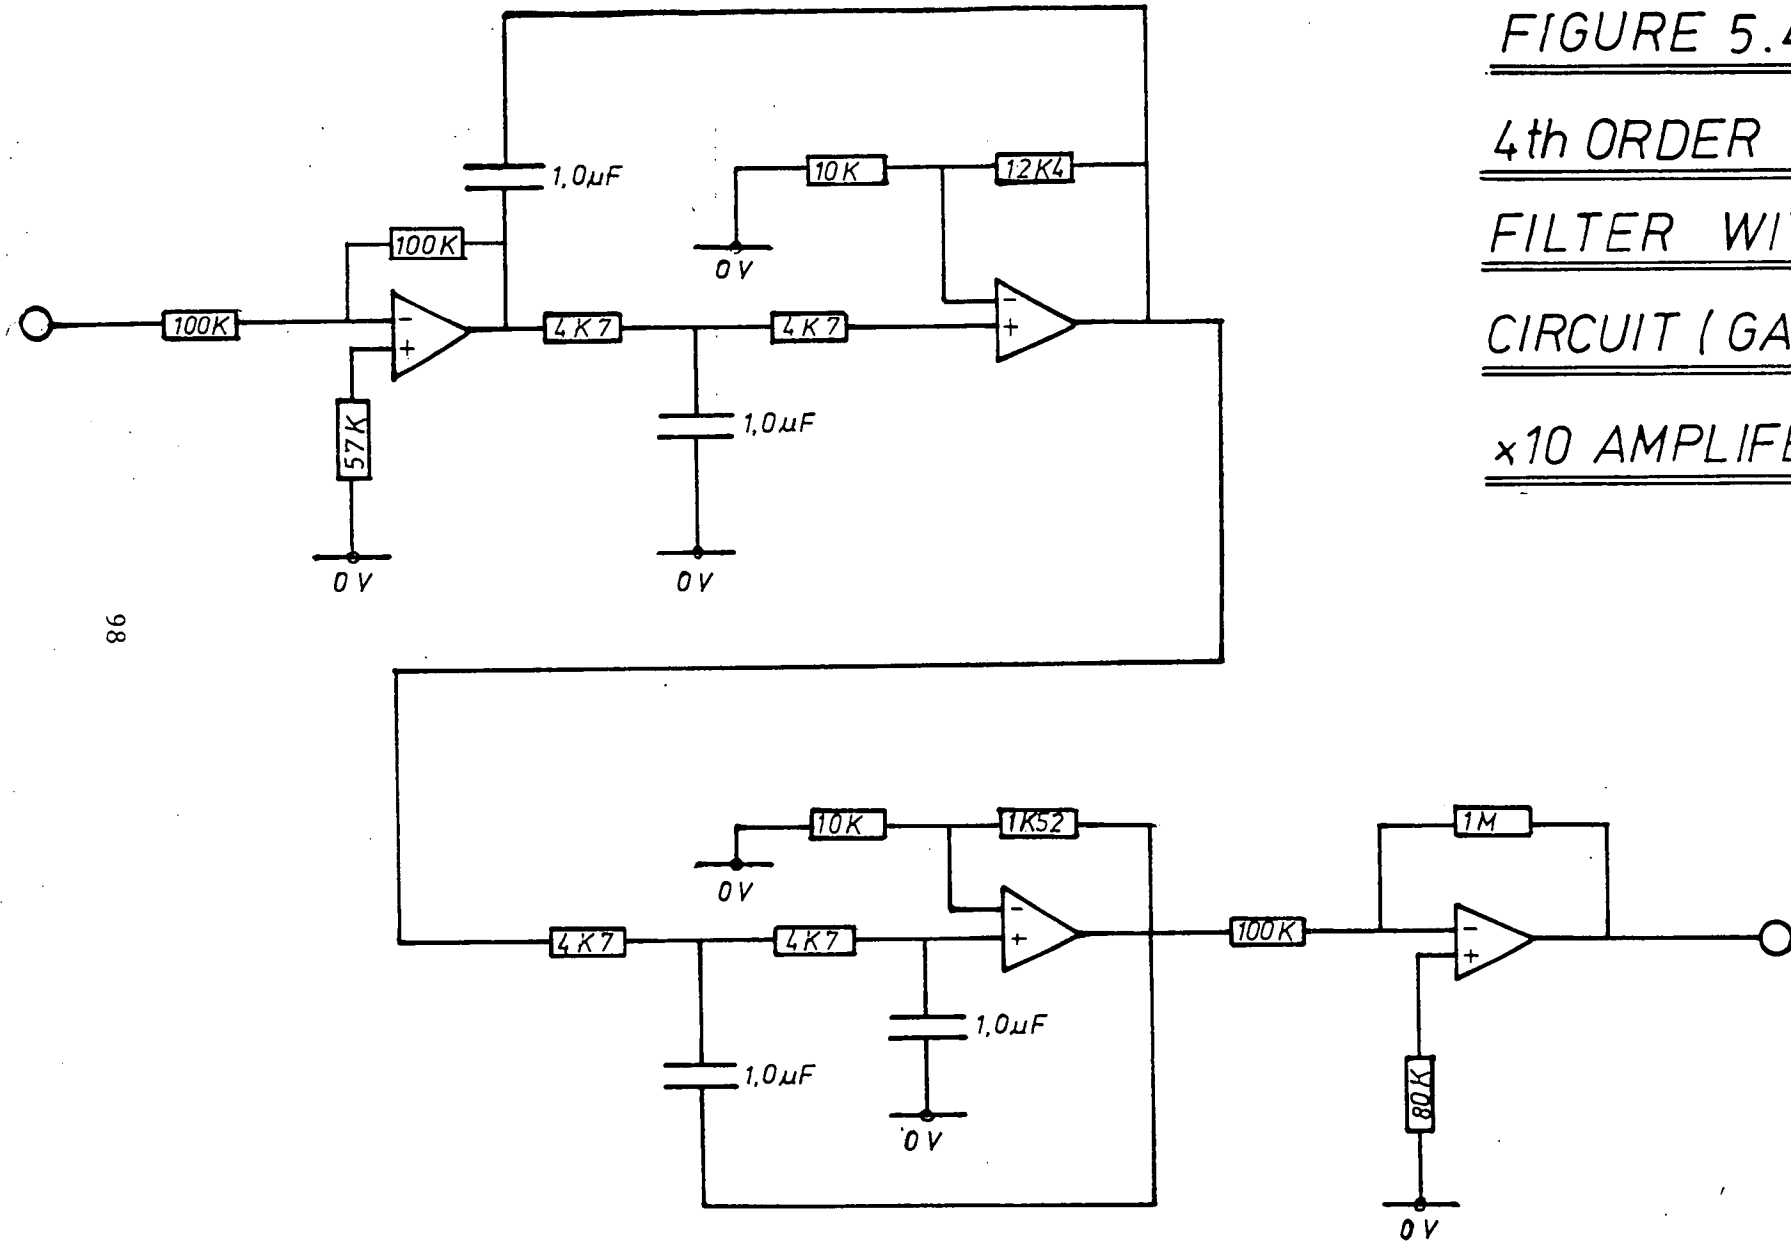 FIGURE 5.4
4th ORDER
FILTER WIT
CIRCUIT ( GA
x10 AMPLIFE
1,0µF
10K
12K4
0V
100K
100K
-
+
4K7
4K7
-
+
57K
1,0µF
0V
0V
98
10K
1K52
1M
0V
4K7
4K7
-
+
100K
-
+
1,0µF
1,0µF
80K
0V
0V